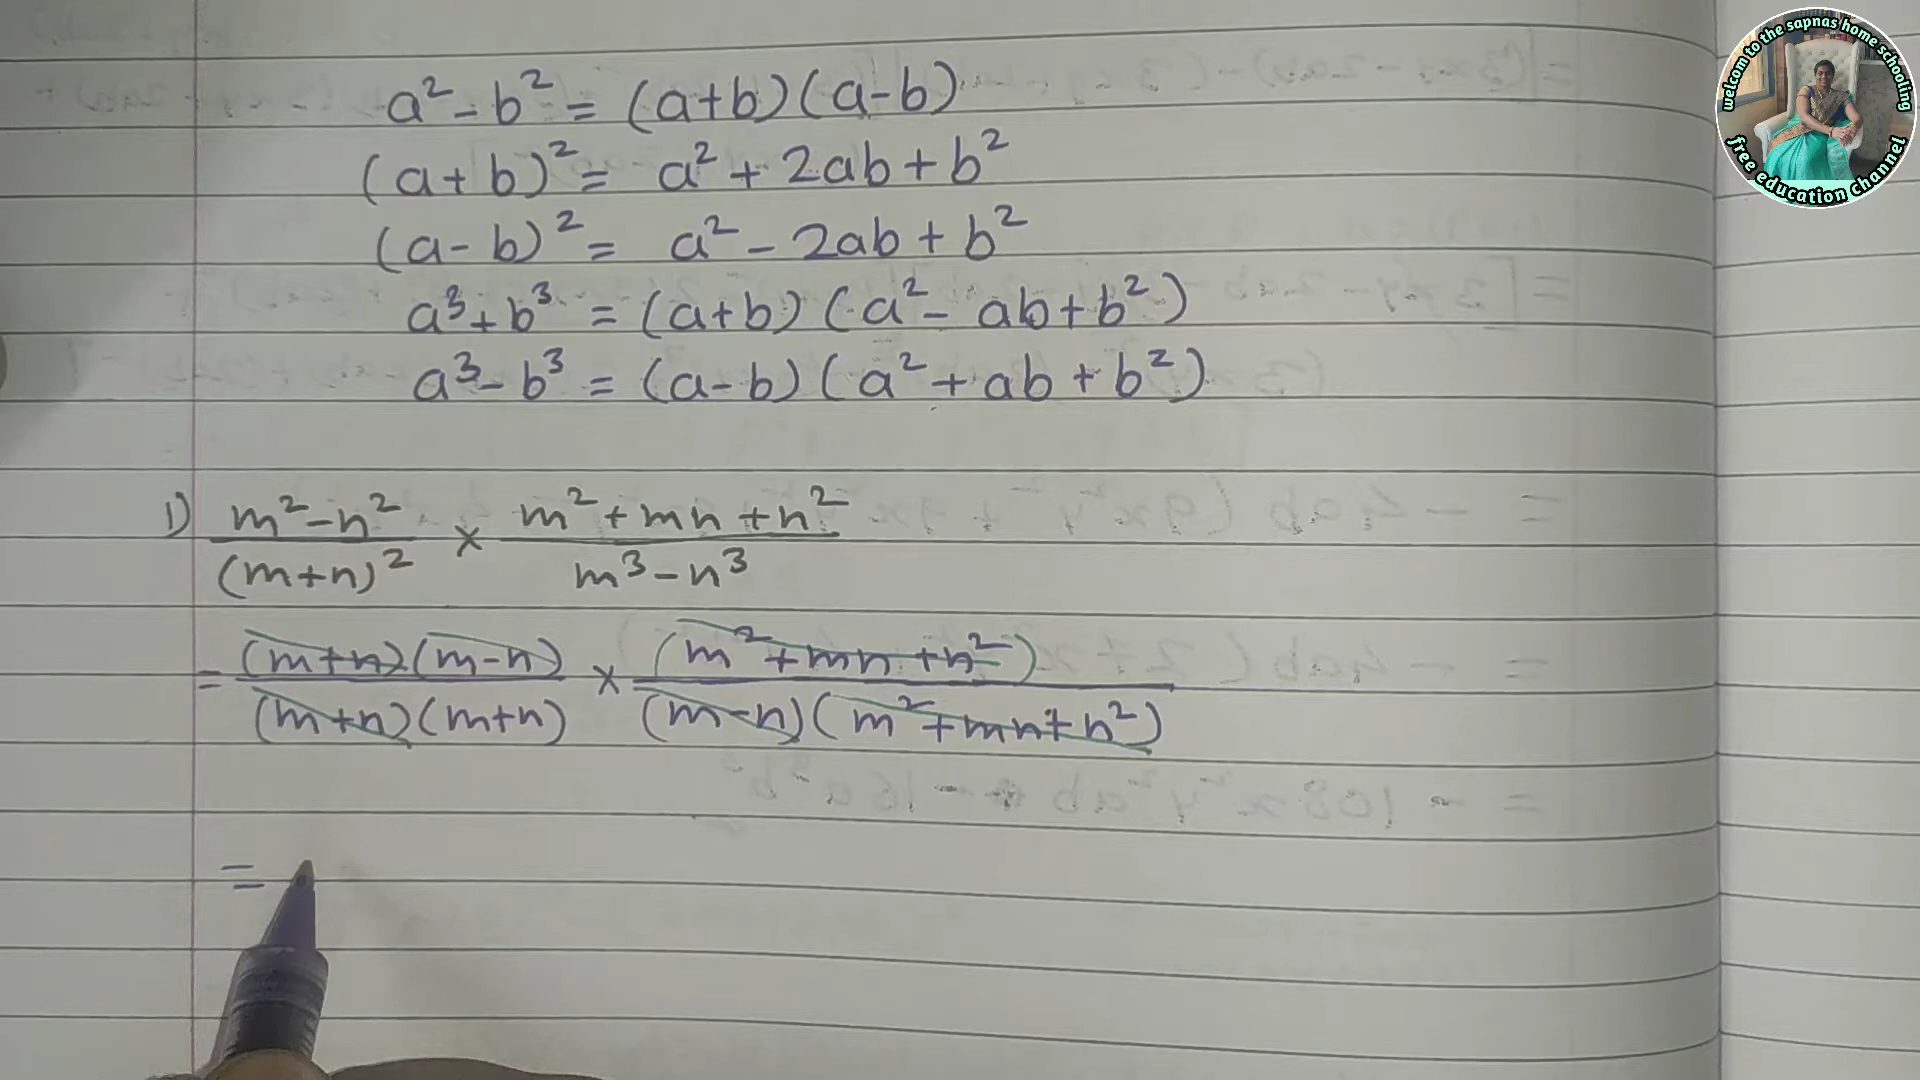 a² - b² = (a+b)(a-b)
(a+b)² = a² + 2ab + b²
(a-b)² = a² - 2ab + b²
a³ + b³ = (a+b)(a² - ab + b²)
a³ - b³ = (a-b)(a² + ab + b²)
1) m² - n² / (m+n)² × m² + mn + n² / m³ - n³
= (m+n)(m-n) / (m+n)(m+n) × (m² + mn + n²) / (m-n)(m² + mn + n²)
=
welcom to the sapnas home schooling
free education channel